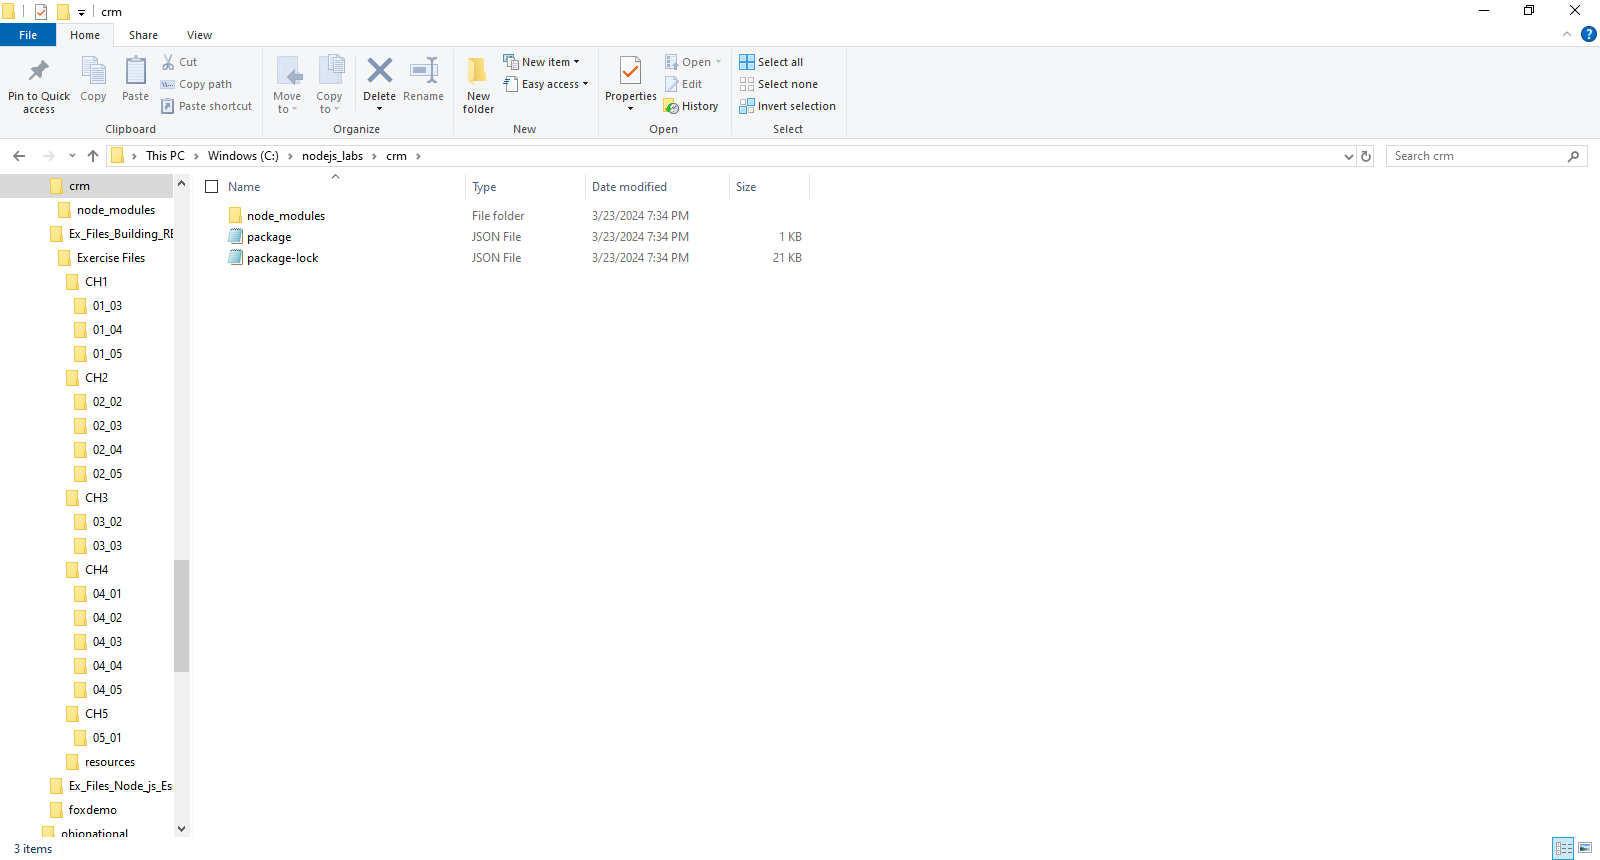 crm
File Home Share View
Pin to Quick access
Copy
Paste
Cut
Copy path
Paste shortcut
Clipboard
Move to
Copy to
Delete
Rename
Organize
New folder
New item
Easy access
New
Properties
Open
Edit
History
Open
Select all
Select none
Invert selection
Select
This PC Windows (C:) nodejs_labs crm
Search crm
crm
node_modules
Ex_Files_Building_RE
Exercise Files
CH1
01_03
01_04
01_05
CH2
02_02
02_03
02_04
02_05
CH3
03_02
03_03
CH4
04_01
04_02
04_03
04_04
04_05
CH5
05_01
resources
Ex_Files_Node_js_Es
foxdemo
ohionational
Name Type Date modified Size
node_modules File folder 3/23/2024 7:34 PM
package JSON File 3/23/2024 7:34 PM 1 KB
package-lock JSON File 3/23/2024 7:34 PM 21 KB
3 items